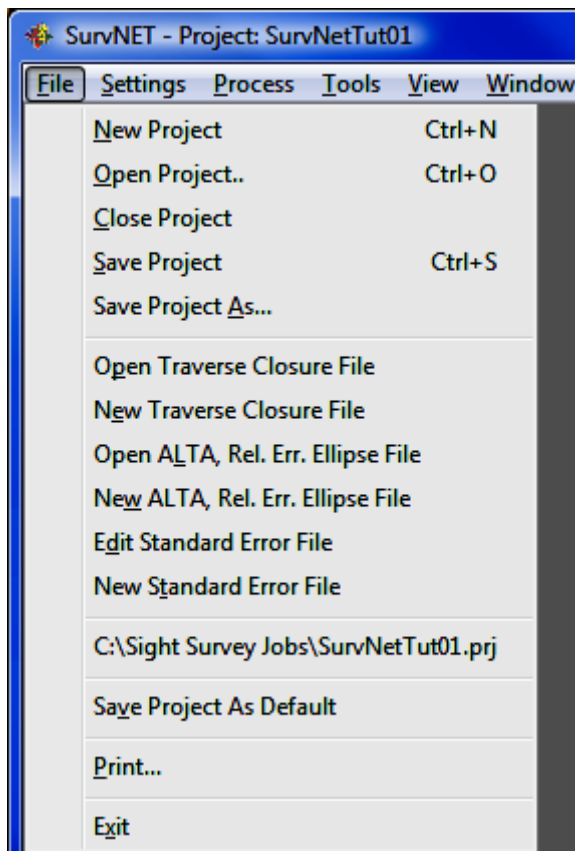 SurvNET - Project: SurvNetTut01
File Settings Process Tools View Window
New Project Ctrl+N
Open Project.. Ctrl+O
Close Project
Save Project Ctrl+S
Save Project As...
Open Traverse Closure File
New Traverse Closure File
Open ALTA, Rel. Err. Ellipse File
New ALTA, Rel. Err. Ellipse File
Edit Standard Error File
New Standard Error File
C:\Sight Survey Jobs\SurvNetTut01.prj
Save Project As Default
Print...
Exit